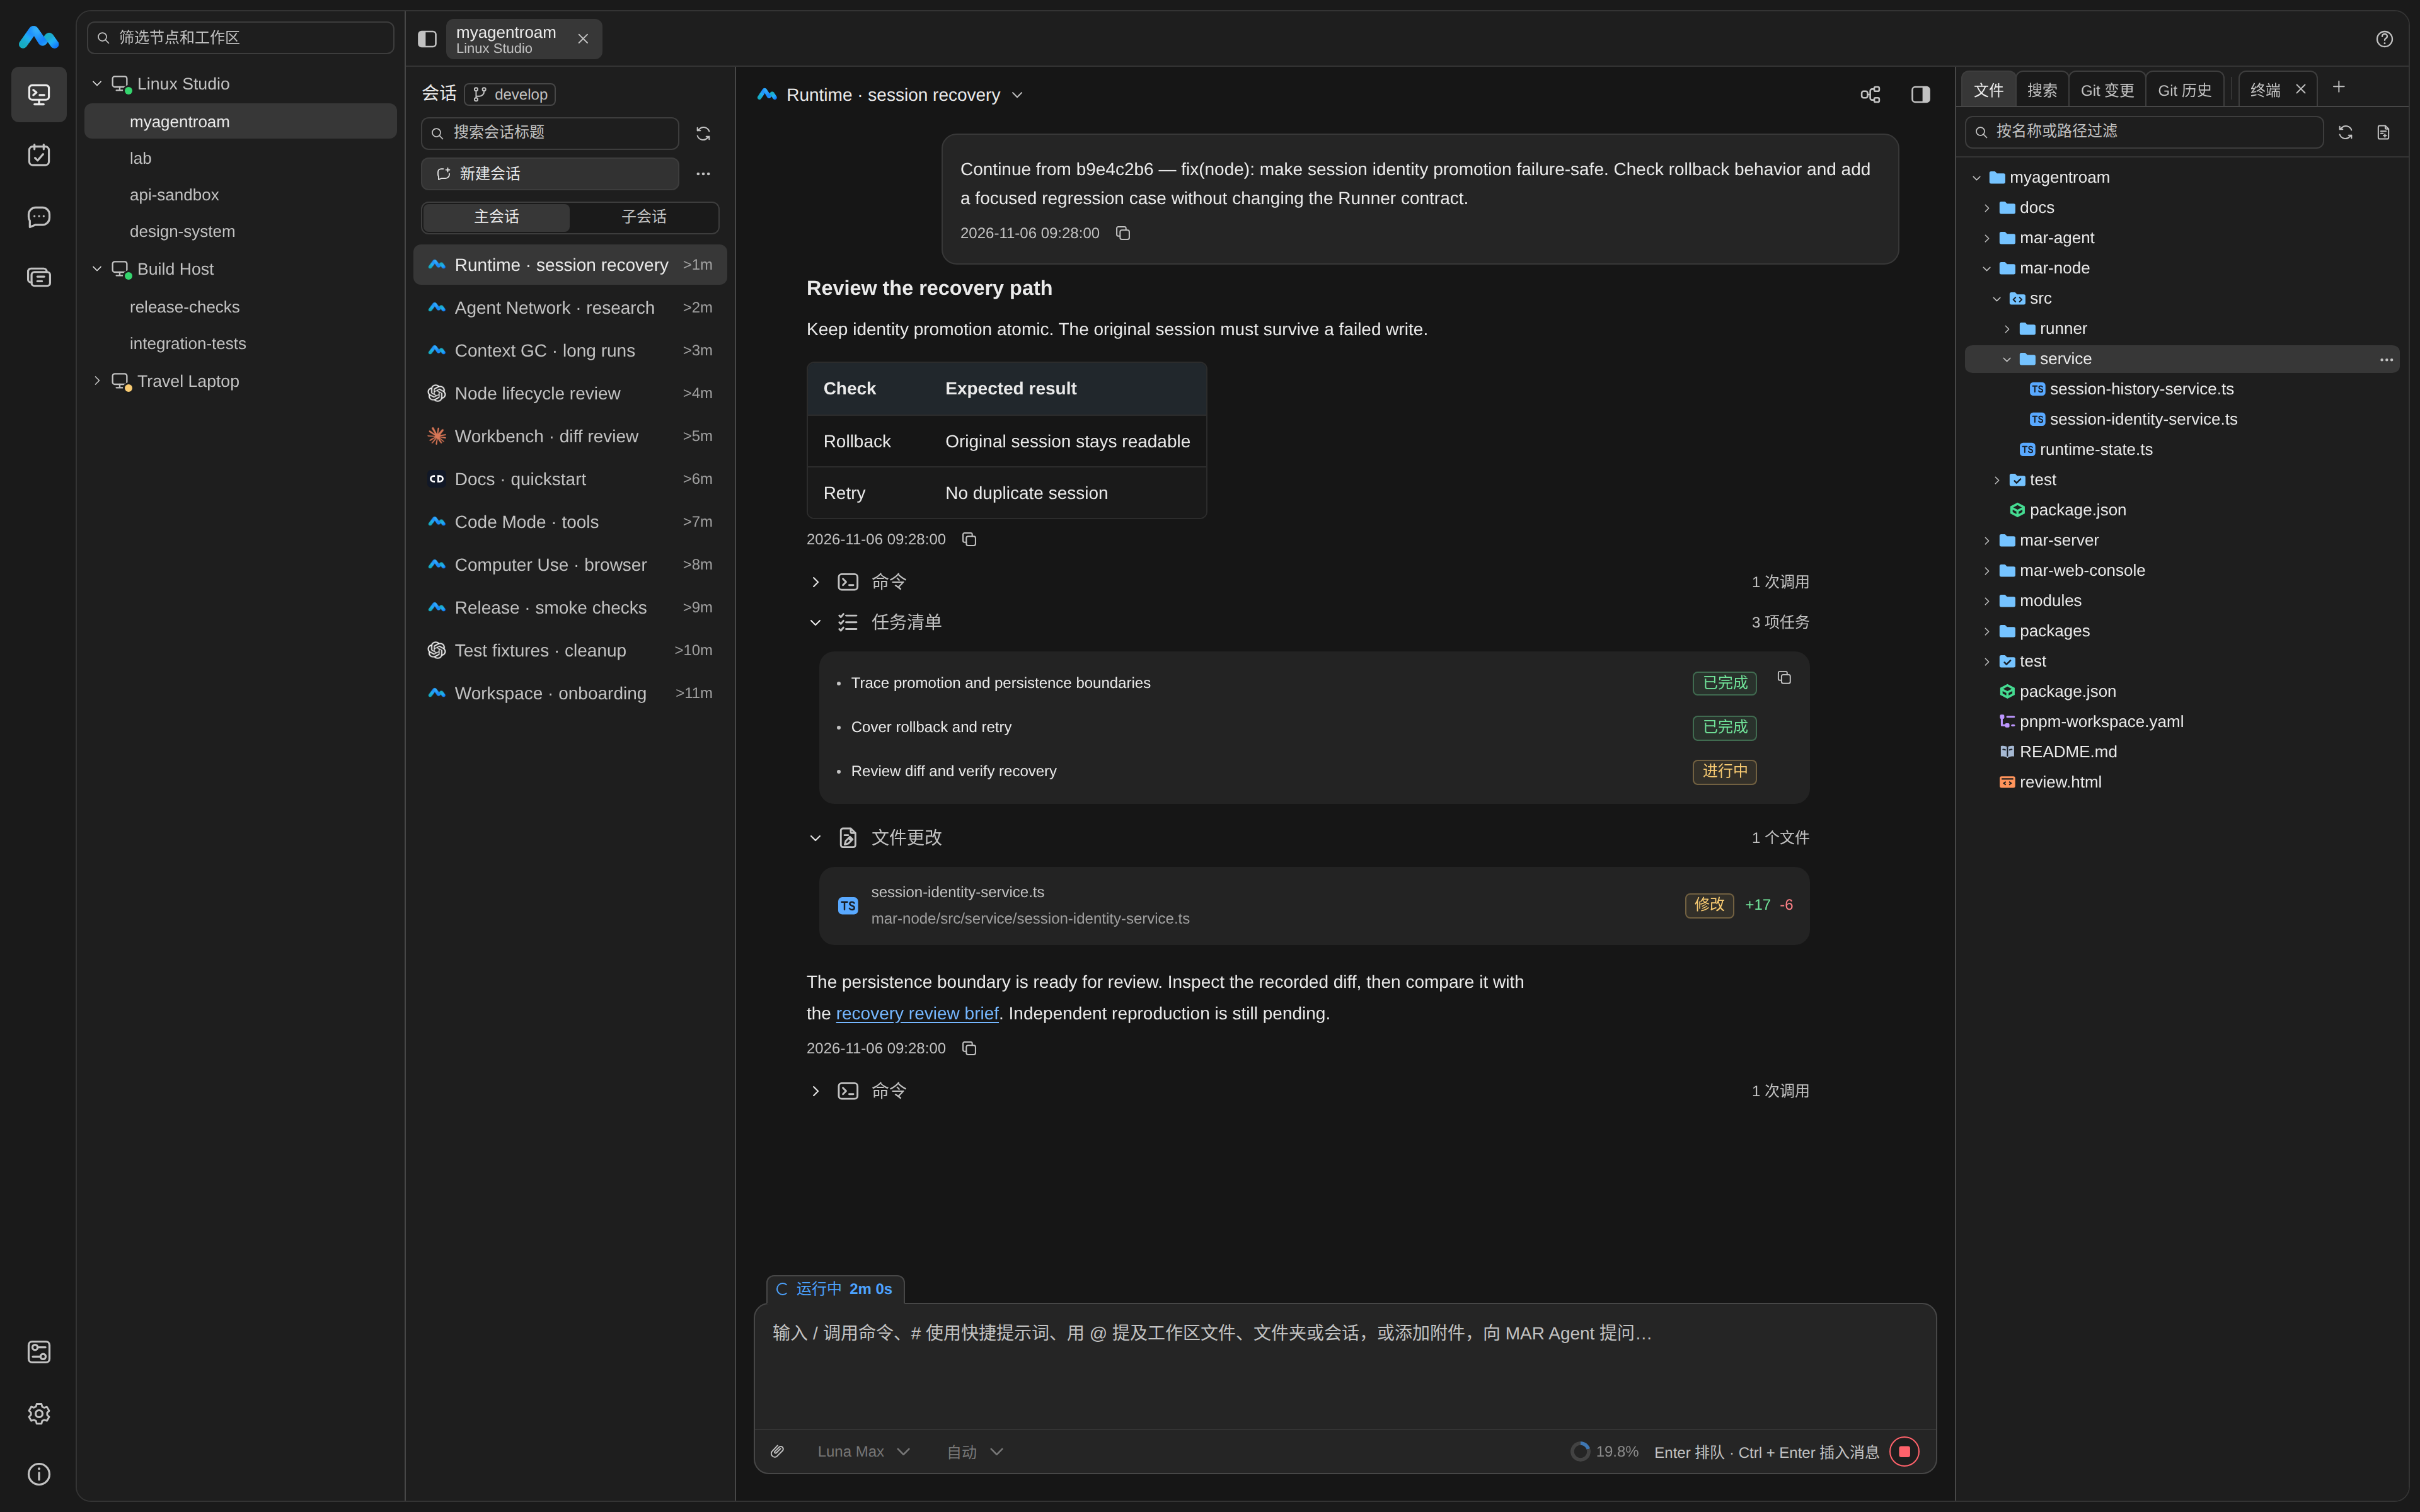 筛选节点和工作区
Linux Studio
myagentroam
lab
api-sandbox
design-system
Build Host
release-checks
integration-tests
Travel Laptop
myagentroam
Linux Studio
会话 develop
搜索会话标题
新建会话
主会话 子会话
Runtime · session recovery >1m
Agent Network · research >2m
Context GC · long runs >3m
Node lifecycle review >4m
Workbench · diff review >5m
Docs · quickstart >6m
Code Mode · tools >7m
Computer Use · browser >8m
Release · smoke checks >9m
Test fixtures · cleanup >10m
Workspace · onboarding >11m
Runtime · session recovery
Continue from b9e4c2b6 — fix(node): make session identity promotion failure-safe. Check rollback behavior and add
a focused regression case without changing the Runner contract.
2026-11-06 09:28:00
Review the recovery path
Keep identity promotion atomic. The original session must survive a failed write.
Check Expected result
Rollback Original session stays readable
Retry No duplicate session
2026-11-06 09:28:00
命令 1 次调用
任务清单 3 项任务
• Trace promotion and persistence boundaries 已完成
• Cover rollback and retry 已完成
• Review diff and verify recovery 进行中
文件更改 1 个文件
TS session-identity-service.ts
mar-node/src/service/session-identity-service.ts 修改 +17 -6
The persistence boundary is ready for review. Inspect the recorded diff, then compare it with
the recovery review brief. Independent reproduction is still pending.
2026-11-06 09:28:00
命令 1 次调用
运行中 2m 0s
输入 / 调用命令、# 使用快捷提示词、用 @ 提及工作区文件、文件夹或会话，或添加附件，向 MAR Agent 提问…
Luna Max 自动 19.8% Enter 排队 · Ctrl + Enter 插入消息
文件 搜索 Git 变更 Git 历史 终端
按名称或路径过滤
myagentroam
docs
mar-agent
mar-node
src
runner
service
TS session-history-service.ts
TS session-identity-service.ts
TS runtime-state.ts
test
package.json
mar-server
mar-web-console
modules
packages
test
package.json
pnpm-workspace.yaml
README.md
review.html